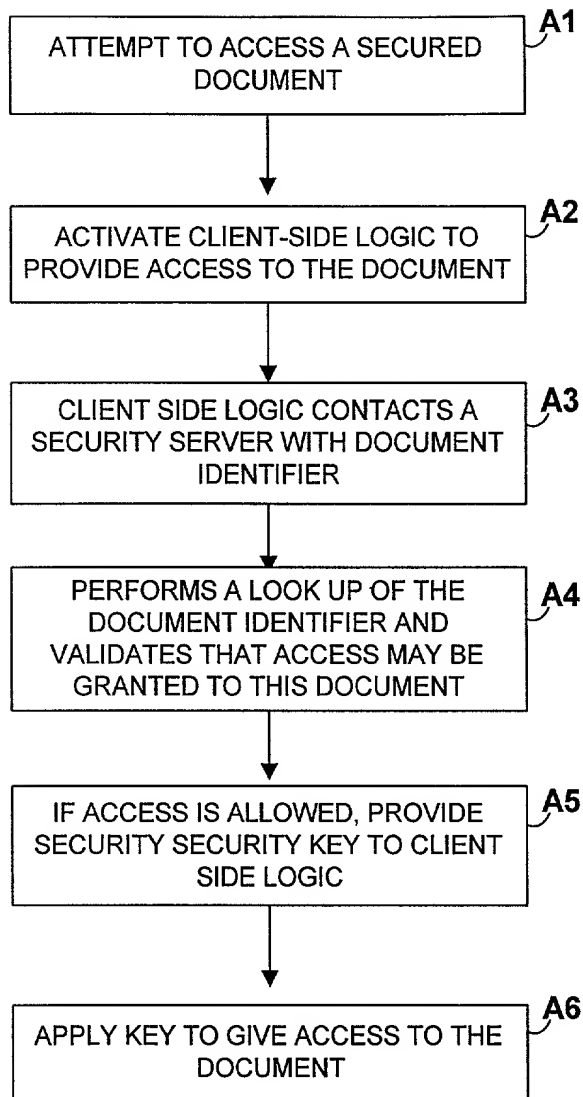 A1
ATTEMPT TO ACCESS A SECURED
DOCUMENT
A2
ACTIVATE CLIENT-SIDE LOGIC TO
PROVIDE ACCESS TO THE DOCUMENT
A3
CLIENT SIDE LOGIC CONTACTS A
SECURITY SERVER WITH DOCUMENT
IDENTIFIER
A4
PERFORMS A LOOK UP OF THE
DOCUMENT IDENTIFIER AND
VALIDATES THAT ACCESS MAY BE
GRANTED TO THIS DOCUMENT
A5
IF ACCESS IS ALLOWED, PROVIDE
SECURITY SECURITY KEY TO CLIENT
SIDE LOGIC
A6
APPLY KEY TO GIVE ACCESS TO THE
DOCUMENT